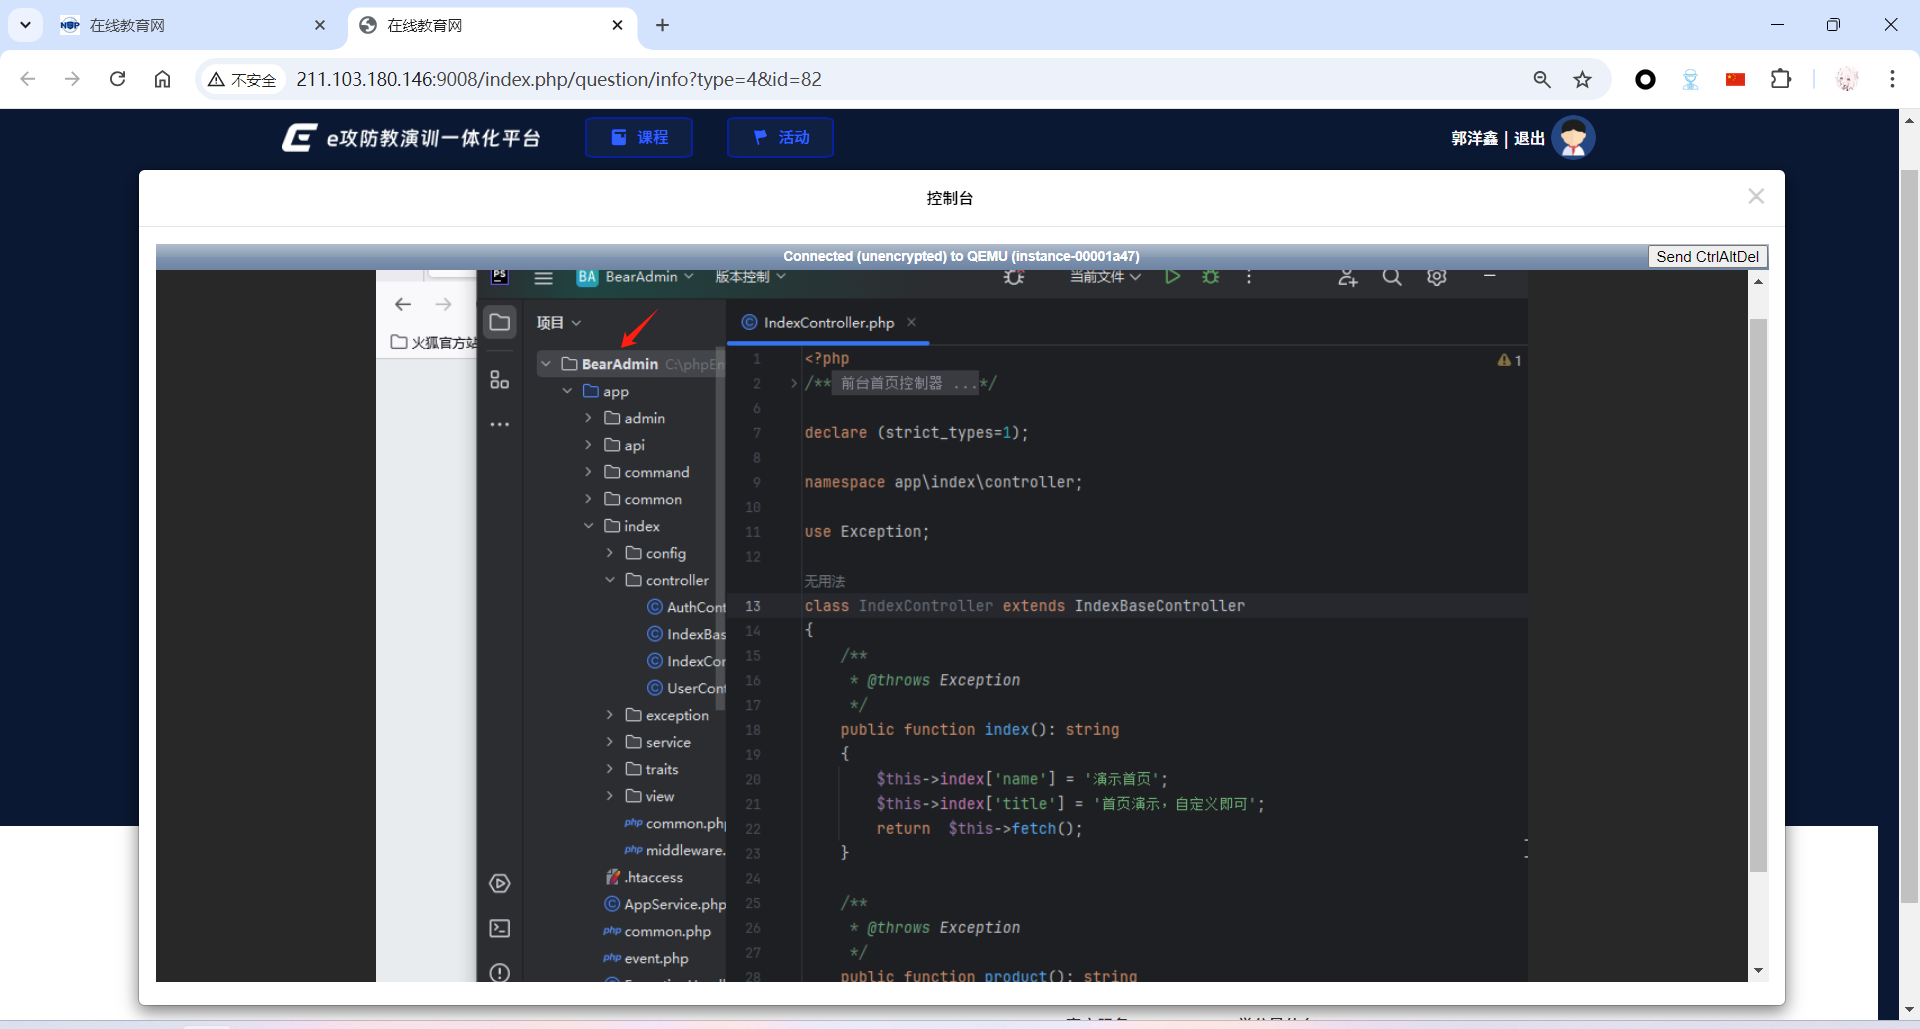 在线教育网
在线教育网
不安全
211.103.180.146:9008/index.php/question/info?type=4&id=82
e攻防教演训一体化平台
课程
活动
郭洋鑫 | 退出
控制台
Connected (unencrypted) to QEMU (instance-00001a47)
Send CtrlAltDel
PS
BA BearAdmin
版本控制
当前文件
火狐官方站
项目
IndexController.php
BearAdmin C:\phpEn
app
admin
api
command
common
index
config
controller
AuthCont
IndexBas
IndexCon
UserCont
exception
service
traits
view
php common.php
php middleware.
.htaccess
AppService.php
php common.php
php event.php
1
1 <?php
2 /** 前台首页控制器 ...*/
6
7 declare (strict_types=1);
8
9 namespace app\index\controller;
10
11 use Exception;
12
无用法
13 class IndexController extends IndexBaseController
14 {
15 /**
16 * @throws Exception
17 */
18 public function index(): string
19 {
20 $this->index['name'] = '演示首页';
21 $this->index['title'] = '首页演示，自定义即可';
22 return $this->fetch();
23 }
24
25 /**
26 * @throws Exception
27 */
28 public function product(): string